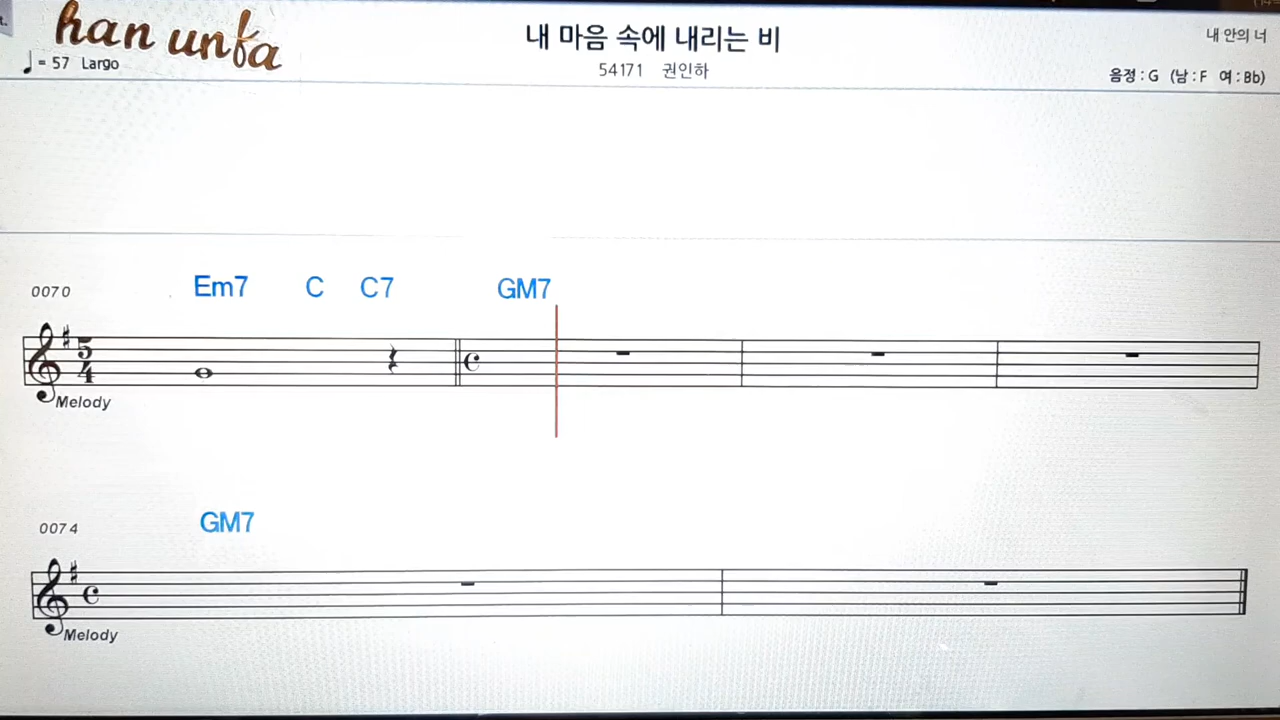 t.
han unfa
내 마음 속에 내리는 비
내 안의 너
♩= 57 Largo
54171 권인하
음정 : G (남 : F 여 : Bb)
Em7 C C7 GM7
0070
5
4
Melody
GM7
0074
Melody